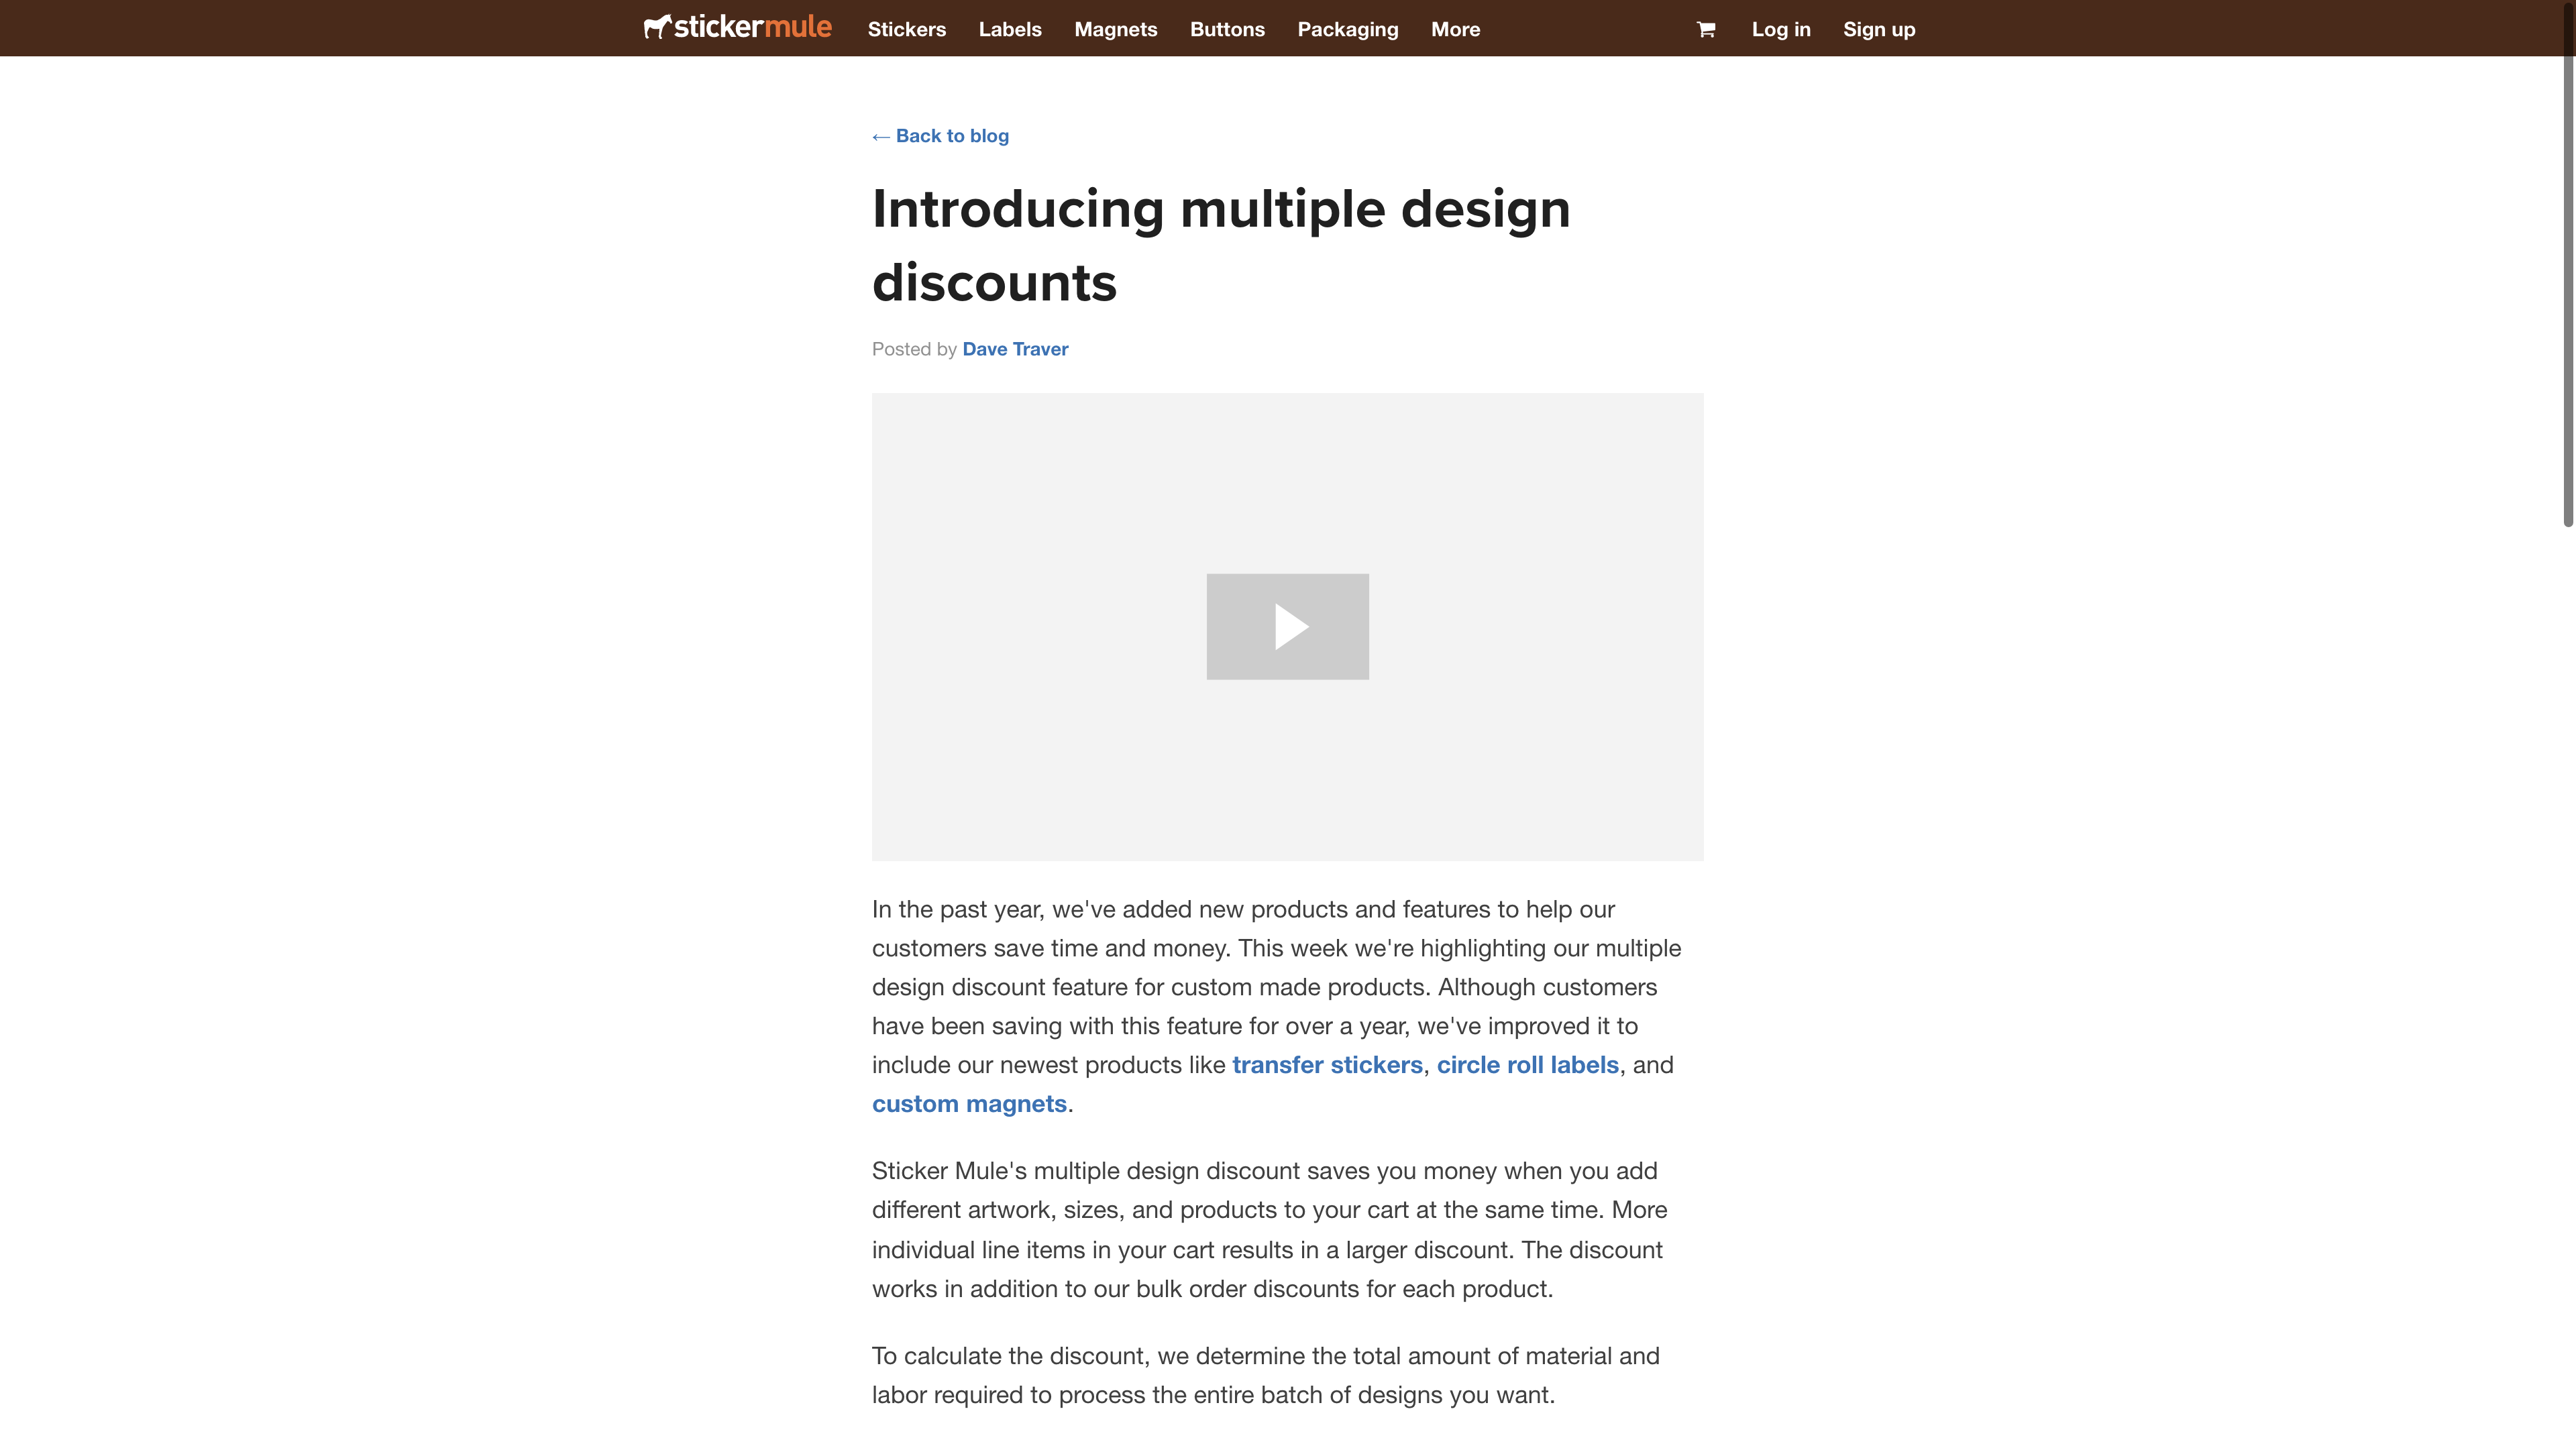 stickermule Stickers Labels Magnets Buttons Packaging More Log in Sign up
← Back to blog
Introducing multiple design
discounts
Posted by Dave Traver
In the past year, we've added new products and features to help our
customers save time and money. This week we're highlighting our multiple
design discount feature for custom made products. Although customers
have been saving with this feature for over a year, we've improved it to
include our newest products like transfer stickers, circle roll labels, and
custom magnets.
Sticker Mule's multiple design discount saves you money when you add
different artwork, sizes, and products to your cart at the same time. More
individual line items in your cart results in a larger discount. The discount
works in addition to our bulk order discounts for each product.
To calculate the discount, we determine the total amount of material and
labor required to process the entire batch of designs you want.